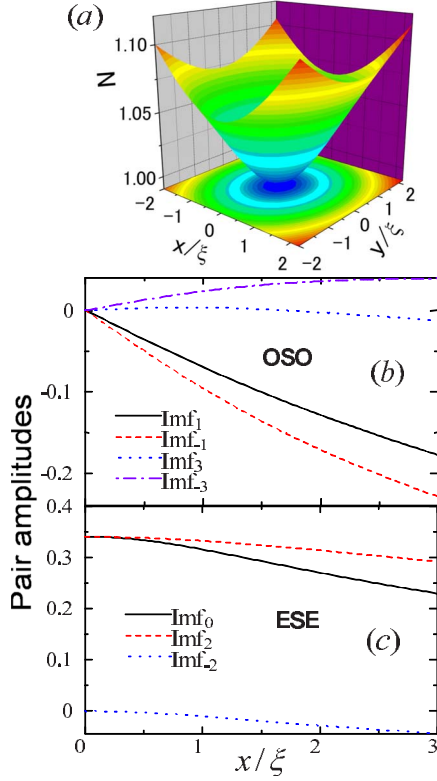 (a)
1.10
N
1.05
1.00
-2
-1
0
1
2
x/ξ
-2
-1
0
1
2
y/ξ
Pair amplitudes
0
-0.1
-0.2
OSO
(b)
Imf1
Imf-1
Imf3
Imf-3
0.4
0.3
0.2
0.1
0
ESE
(c)
Imf0
Imf2
Imf-2
0
1
2
3
x/ξ